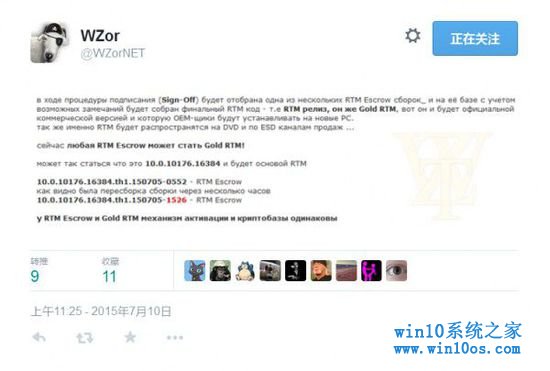 WZor
@WZorNET
正在关注
в ходе процедуры подписания (Sign-Off) будет отобрана одна из нескольких RTM Escrow сборок_ и на её базе с учетом
возможных замечаний будет собран финальный RTM код - т.е RTM релиз, он же Gold RTM, вот он и будет официальной
коммерческой версией и которую OEM-щики будут устанавливать на новые PC.
так же именно RTM будет распространятся на DVD и по ESD каналам продаж ...
сейчас любая RTM Escrow может стать Gold RTM!
может так статься что это 10.0.10176.16384 и будет основой RTM
10.0.10176.16384.th1.150705-0552 - RTM Escrow
как видно была пересборка сборки через несколько часов
10.0.10176.16384.th1.150705-1526 - RTM Escrow
у RTM Escrow и Gold RTM механизм активации и криптобазы одинаковы
WZT
转推 收藏
9 11
上午11:25 - 2015年7月10日
win10系统之家
www.win10os.com